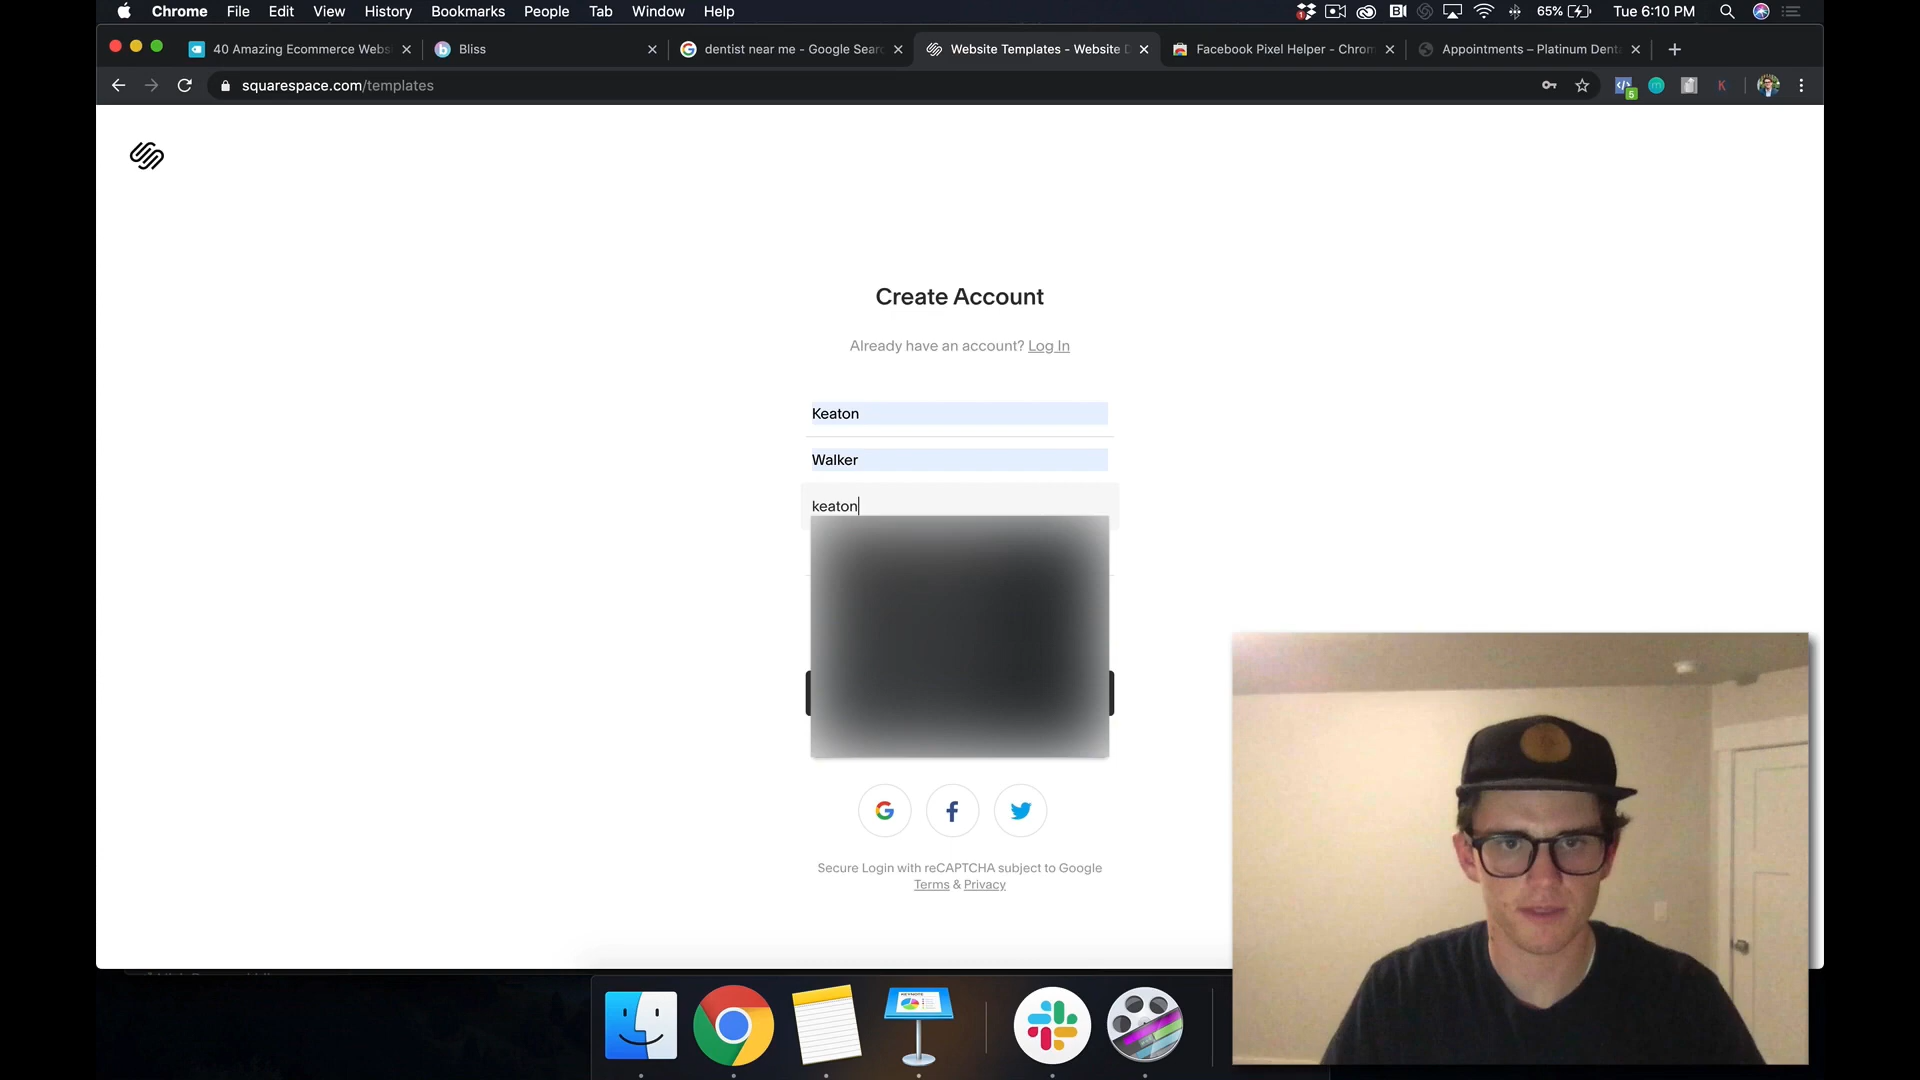 Chrome File Edit View History Bookmarks People Tab Window Help 65% Tue 6:10 PM
40 Amazing Ecommerce Webs Bliss dentist near me - Google Sear Website Templates - Website D Facebook Pixel Helper - Chrom Appointments – Platinum Dent
squarespace.com/templates
Create Account
Already have an account? Log In
Keaton
Walker
keaton
Secure Login with reCAPTCHA subject to Google
Terms & Privacy